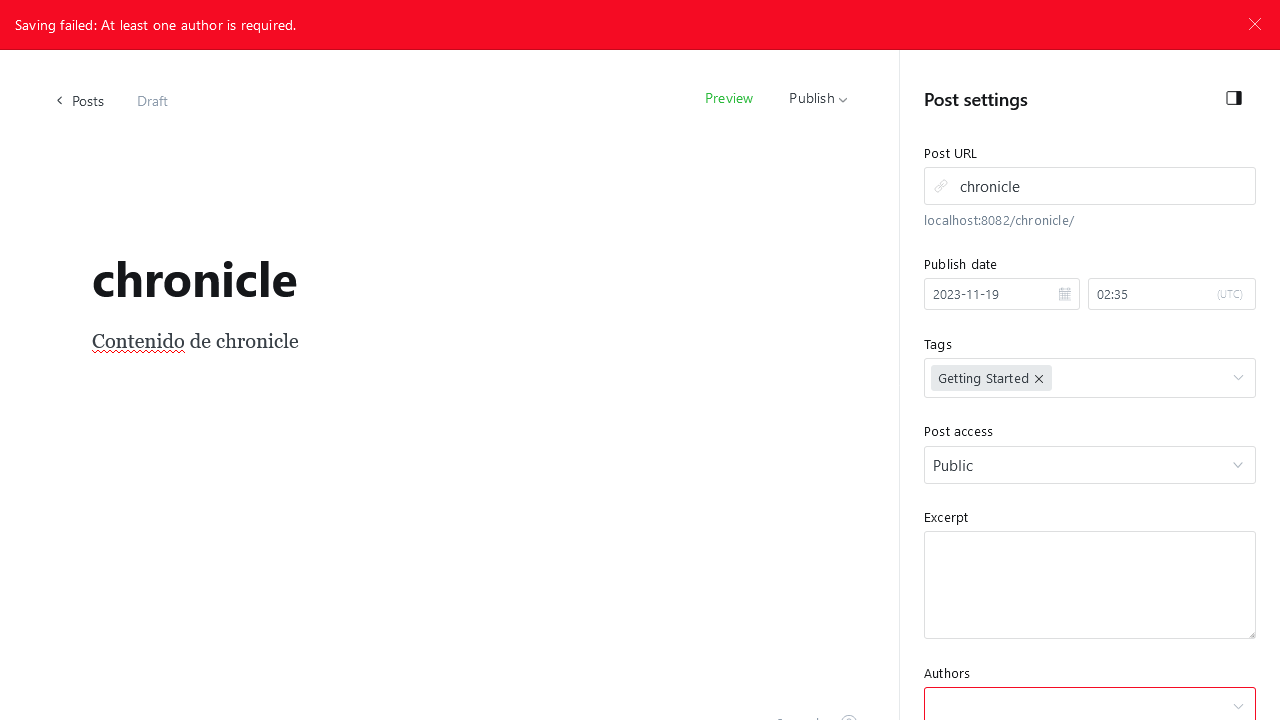 Saving failed: At least one author is required.
Posts
Draft
Preview
Publish
Post settings
Post URL
chronicle
localhost:8082/chronicle/
chronicle
Contenido de chronicle
Publish date
2023-11-19
02:35
(UTC)
Tags
Getting Started
Post access
Public
Excerpt
Authors